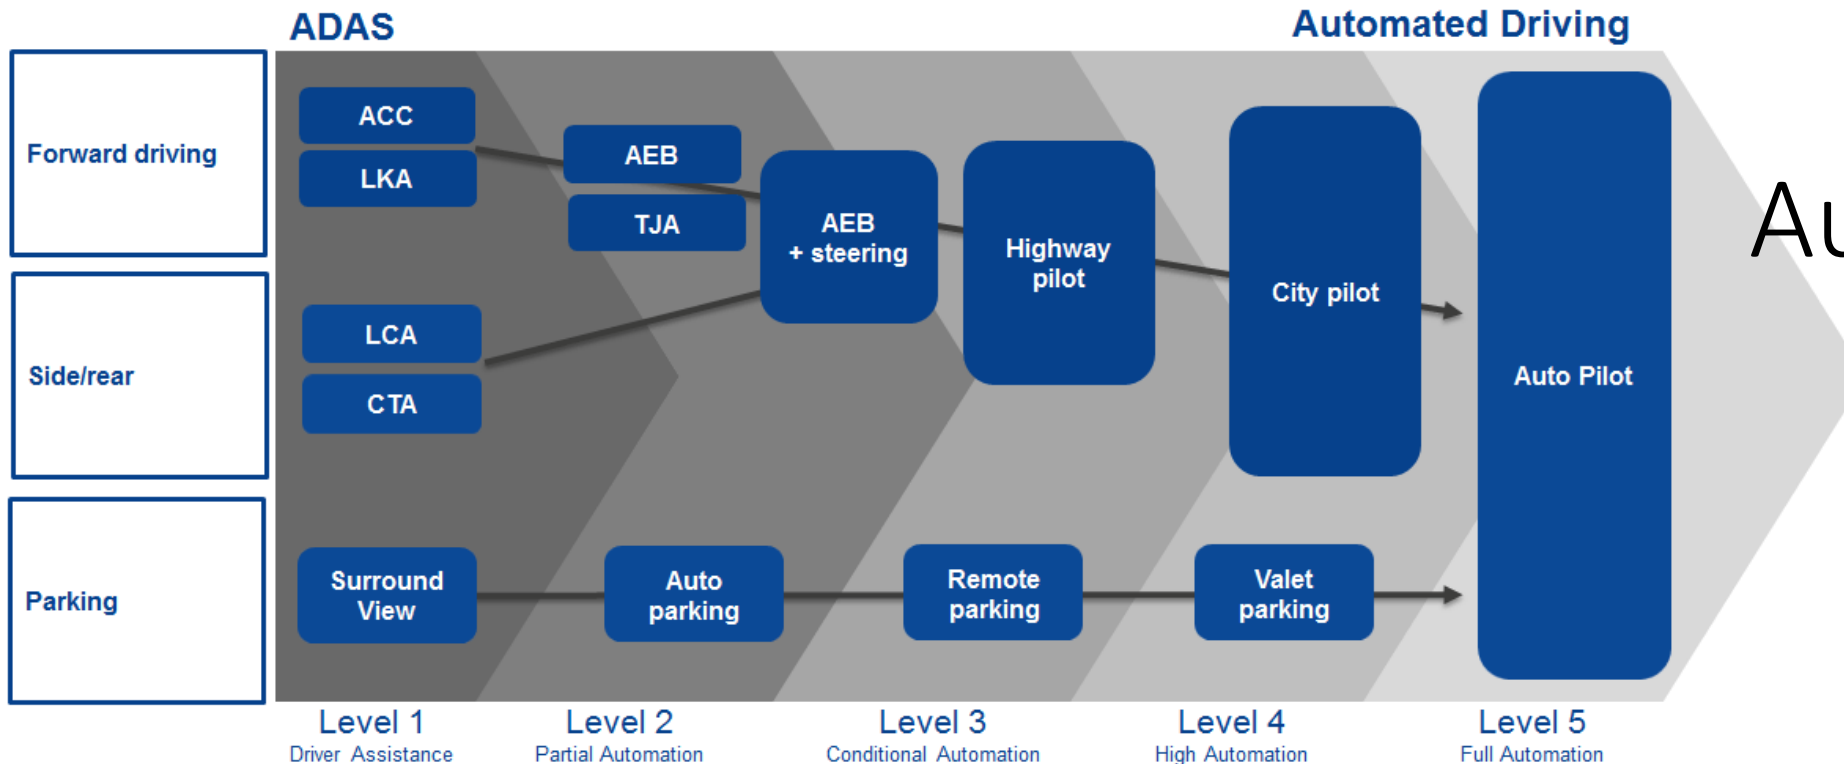 ADAS
Automated Driving
Forward driving
ACC
LKA
AEB
TJA
AEB
+ steering
Highway
pilot
City pilot
Auto Pilot
Au
Side/rear
LCA
CTA
Parking
Surround
View
Auto
parking
Remote
parking
Valet
parking
Level 1
Driver Assistance
Level 2
Partial Automation
Level 3
Conditional Automation
Level 4
High Automation
Level 5
Full Automation